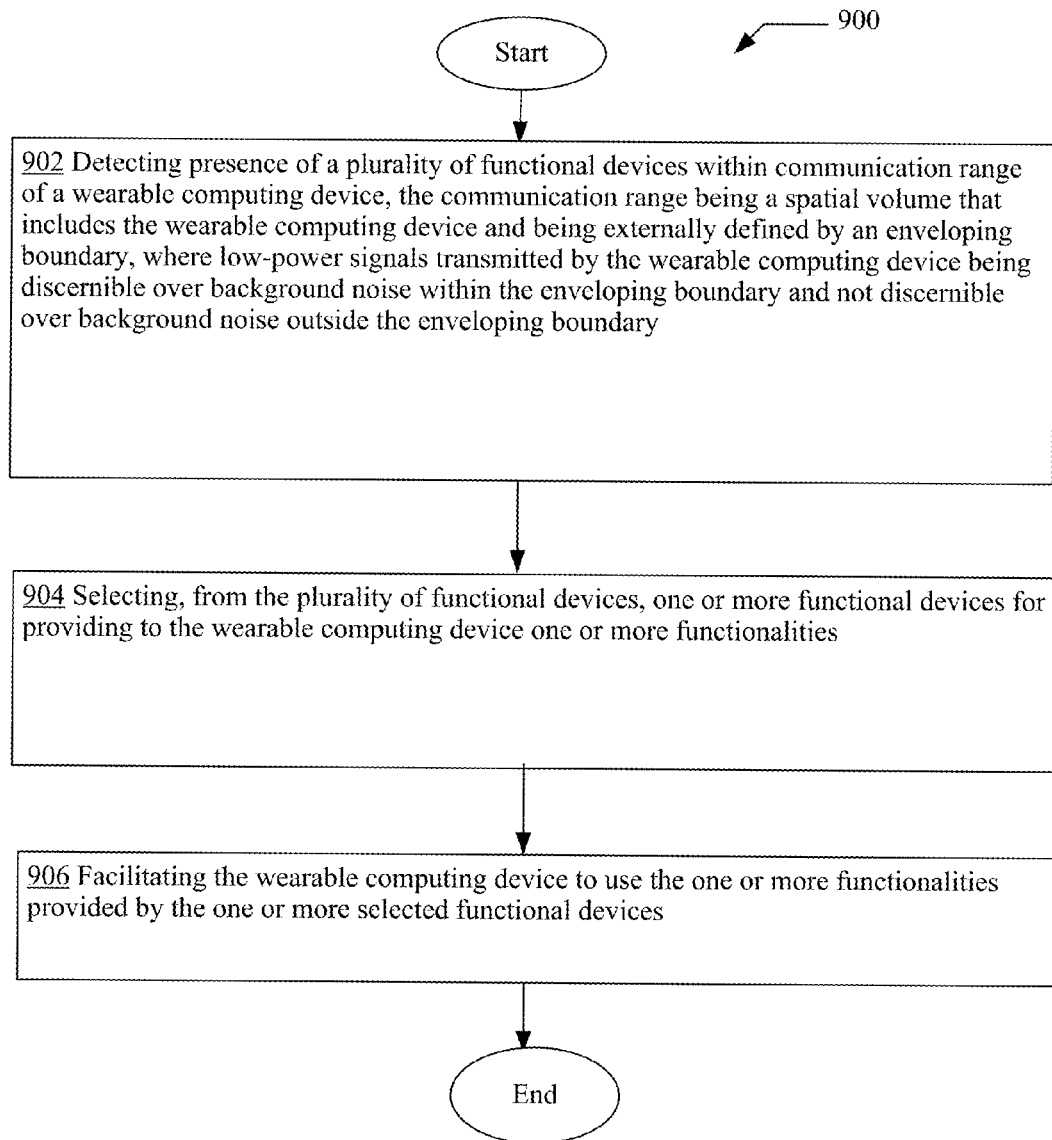 900
Start
902 Detecting presence of a plurality of functional devices within communication range
of a wearable computing device, the communication range being a spatial volume that
includes the wearable computing device and being externally defined by an enveloping
boundary, where low-power signals transmitted by the wearable computing device being
discernible over background noise within the enveloping boundary and not discernible
over background noise outside the enveloping boundary
904 Selecting, from the plurality of functional devices, one or more functional devices for
providing to the wearable computing device one or more functionalities
906 Facilitating the wearable computing device to use the one or more functionalities
provided by the one or more selected functional devices
End